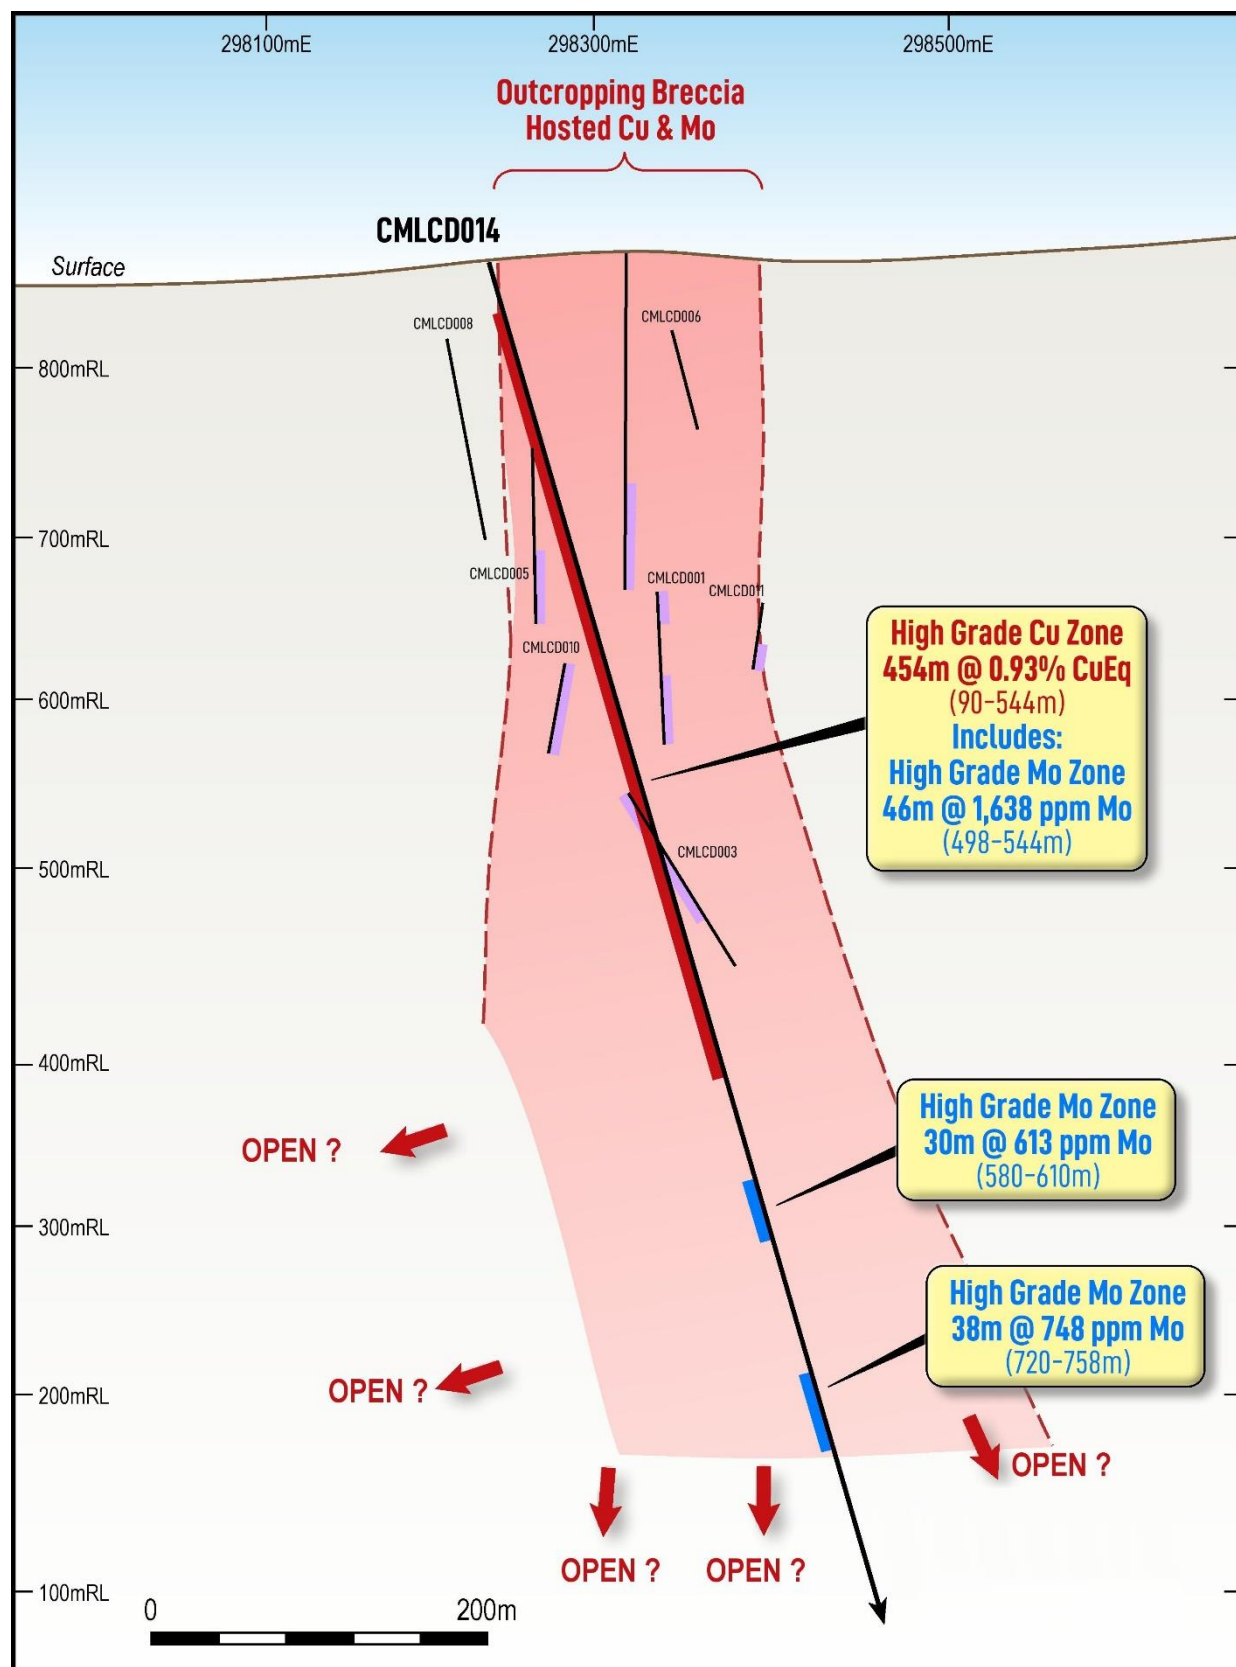 298100mE
298300mE
298500mE
Outcropping Breccia
Hosted Cu & Mo
CMLCD014
Surface
CMLCD008
CMLCD006
800mRL
700mRL
CMLCD005
CMLCD001
CMLCD011
CMLCD010
High Grade Cu Zone
454m @ 0.93% CuEq
(90-544m)
Includes:
High Grade Mo Zone
46m @ 1,638 ppm Mo
(498-544m)
600mRL
CMLCD003
500mRL
400mRL
High Grade Mo Zone
30m @ 613 ppm Mo
(580-610m)
OPEN ?
300mRL
High Grade Mo Zone
38m @ 748 ppm Mo
(720-758m)
OPEN ?
200mRL
OPEN ?
OPEN ?
OPEN ?
100mRL
0
200m